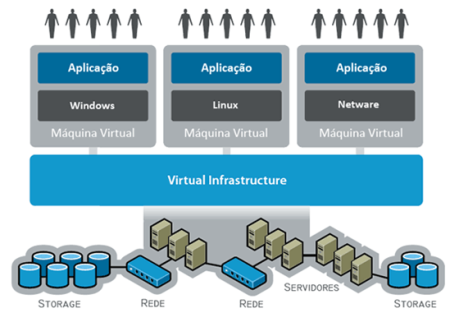 Aplicação
Aplicação
Aplicação
Windows
Linux
Netware
Máquina Virtual
Máquina Virtual
Máquina Virtual
Virtual Infrastructure
STORAGE
REDE
REDE
SERVIDORES
STORAGE